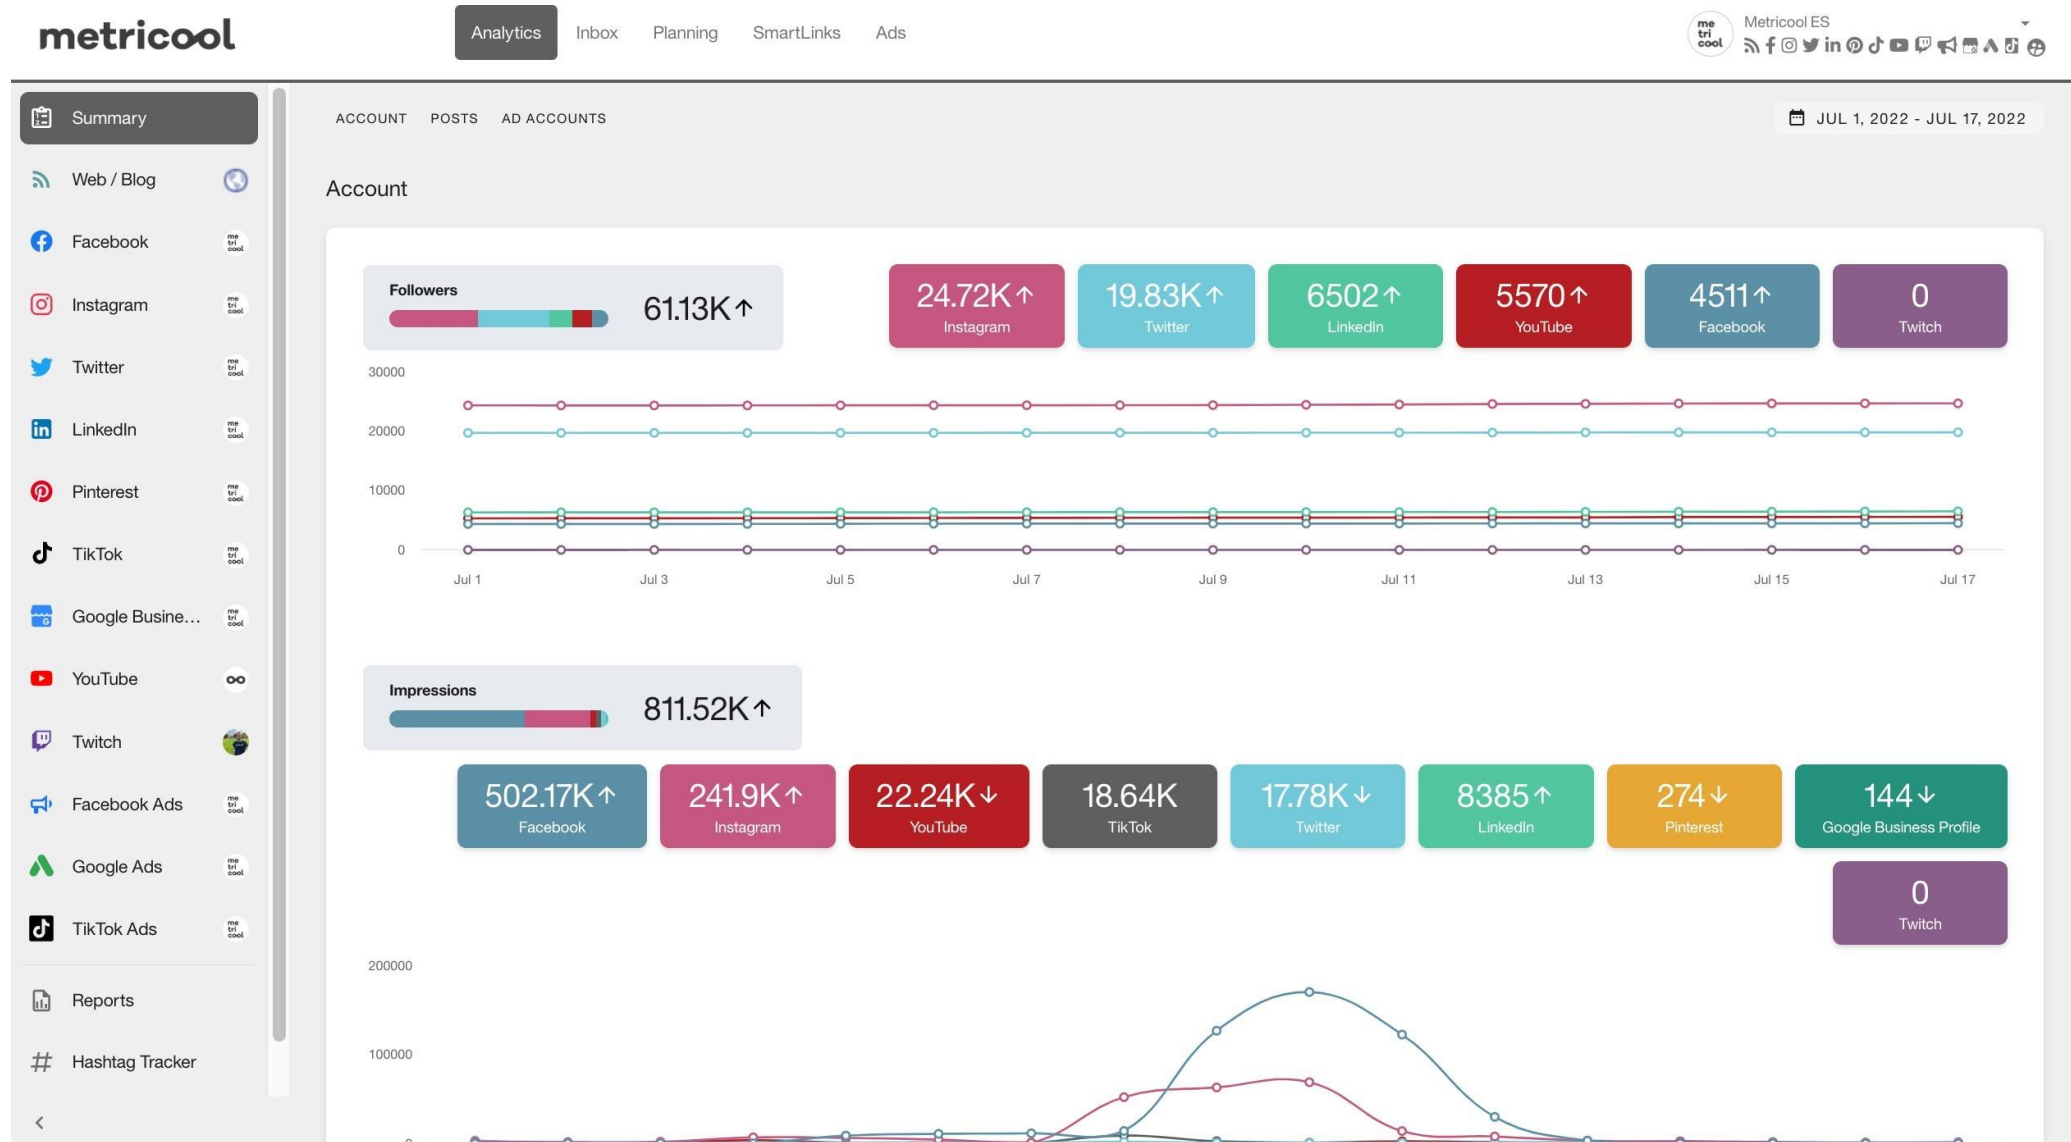 metricool
Analytics
Inbox
Planning
SmartLinks
Ads
me
tri
cool
Metricool ES
Summary
Web / Blog
Facebook
Instagram
Twitter
LinkedIn
Pinterest
TikTok
Google Busine...
YouTube
Twitch
Facebook Ads
Google Ads
TikTok Ads
Reports
Hashtag Tracker
ACCOUNT
POSTS
AD ACCOUNTS
JUL 1, 2022 - JUL 17, 2022
Account
Followers
61.13K↑
24.72K↑
Instagram
19.83K↑
Twitter
6502↑
LinkedIn
5570↑
YouTube
4511↑
Facebook
0
Twitch
30000
20000
10000
0
Jul 1
Jul 3
Jul 5
Jul 7
Jul 9
Jul 11
Jul 13
Jul 15
Jul 17
Impressions
811.52K↑
502.17K↑
Facebook
241.9K↑
Instagram
22.24K↓
YouTube
18.64K
TikTok
17.78K↓
Twitter
8385↑
LinkedIn
274↓
Pinterest
144↓
Google Business Profile
0
Twitch
200000
100000